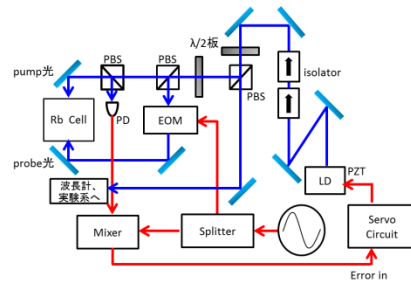 λ/2板
PBS
PBS
pump光
isolator
PBS
Rb Cell
PD
EOM
probe光
LD
PZT
波長計、
実験系へ
Mixer
Splitter
Servo
Circuit
Error in